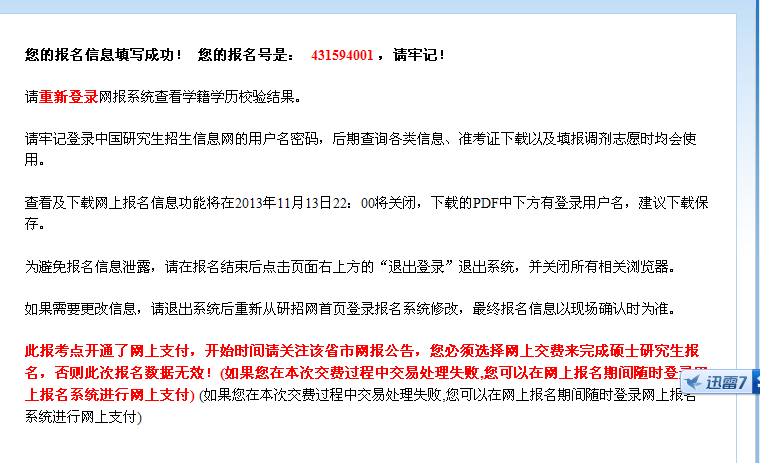 您的报名信息填写成功！ 您的报名号是： 431594001 ，请牢记！
请重新登录网报系统查看学籍学历校验结果。
请牢记登录中国研究生招生信息网的用户名密码，后期查询各类信息、准考证下载以及填报调剂志愿时均会使
用。
查看及下载网上报名信息功能将在2013年11月13日22：00将关闭，下载的PDF中下方有登录用户名，建议下载保
存。
为避免报名信息泄露，请在报名结束后点击页面右上方的“退出登录”退出系统，并关闭所有相关浏览器。
如果需要更改信息，请退出系统后重新从研招网首页登录报名系统修改，最终报名信息以现场确认时为准。
此报考点开通了网上支付，开始时间请关注该省市网报公告，您必须选择网上交费来完成硕士研究生报
名，否则此次报名数据无效！(如果您在本次交费过程中交易处理失败,您可以在网上报名期间随时登录网
上报名系统进行网上支付) (如果您在本次交费过程中交易处理失败,您可以在网上报名期间随时登录网上报名
系统进行网上支付)
迅雷7